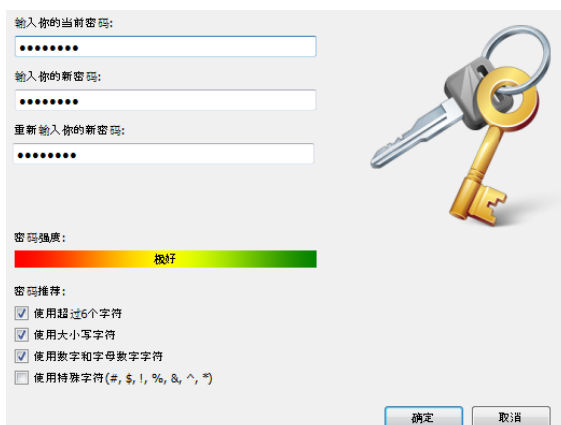 输入你的当前密码:
●●●●●●●●
输入你的新密码:
●●●●●●●●
重新输入你的新密码:
●●●●●●●●
密码强度:
极好
密码推荐:
使用超过6个字符
使用大小写字符
使用数字和字母数字字符
使用特殊字符(#, $, !, %, &, ^, *)
确定 取消